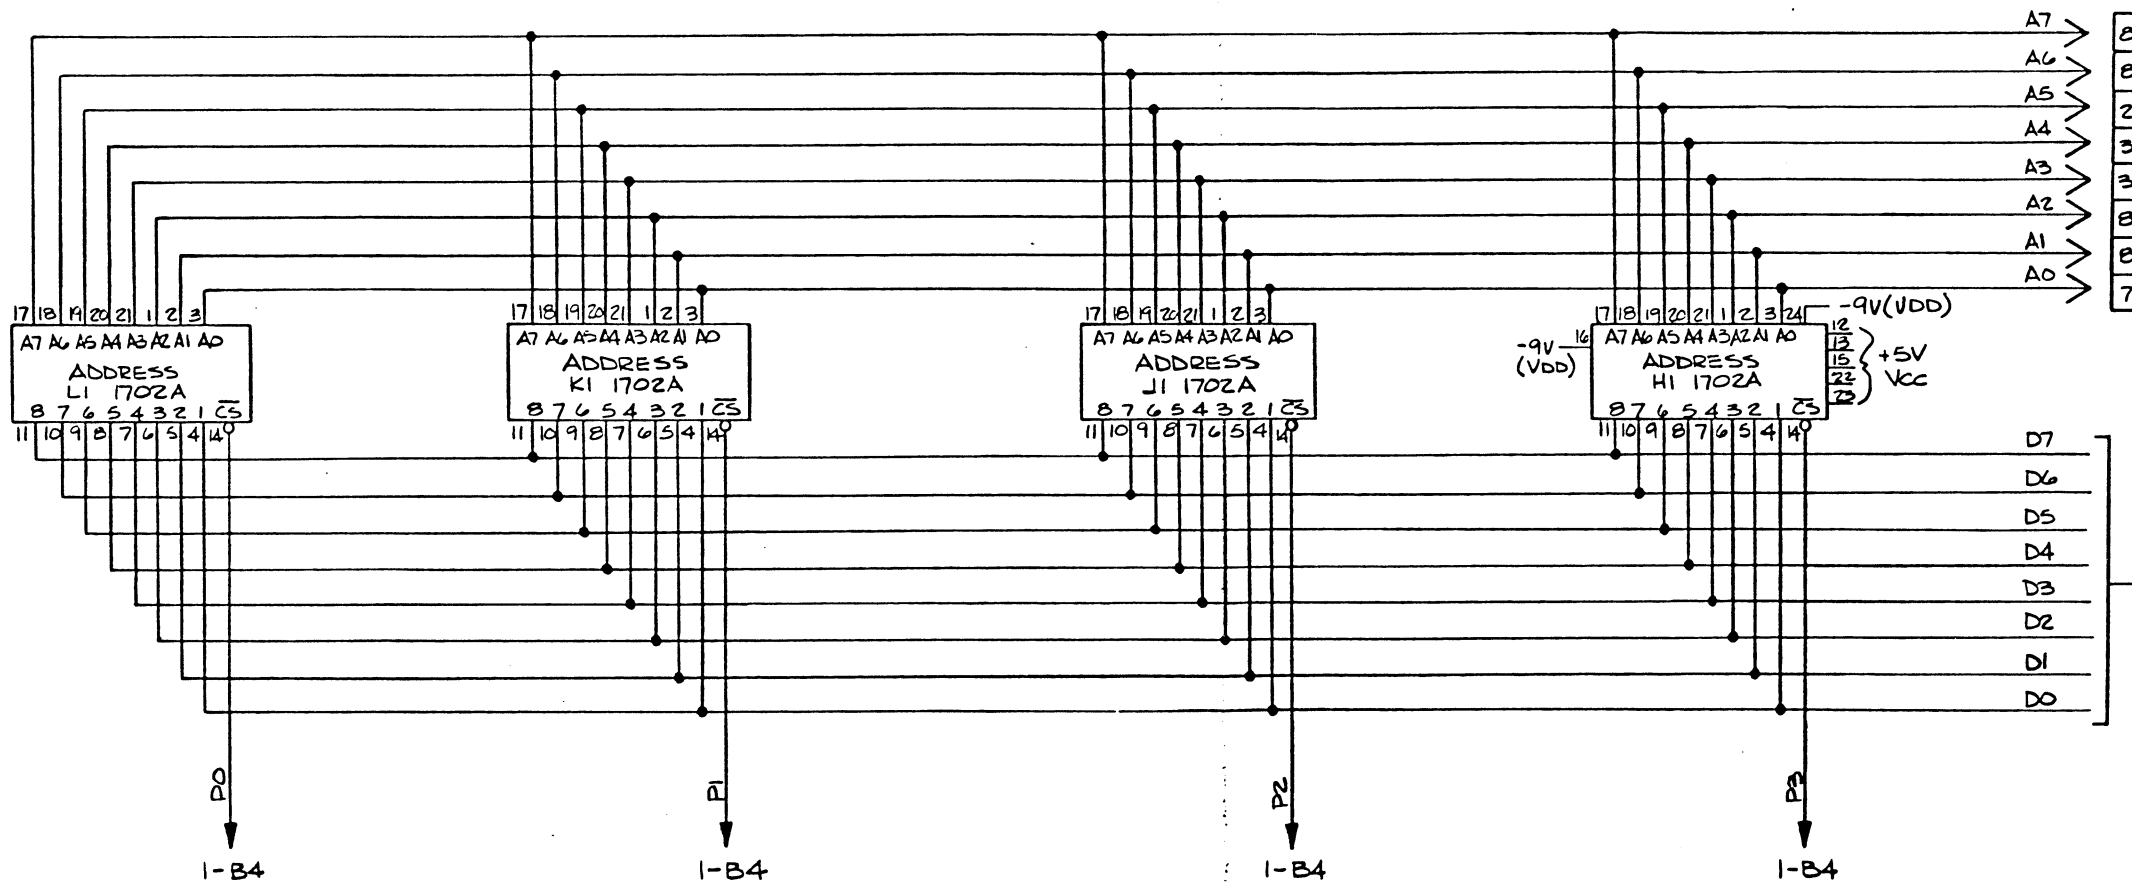 A7
A6
A5
A4
A3
A2
A1
A0
8
8
2
3
3
8
8
7
17 18 19 20 21 1 2 3
A7 A6 A5 A4 A3 A2 A1 A0
ADDRESS
L1 1702A
8 7 6 5 4 3 2 1 CS
11 10 9 8 7 6 5 4 14
17 18 19 20 21 1 2 3
A7 A6 A5 A4 A3 A2 A1 A0
ADDRESS
K1 1702A
8 7 6 5 4 3 2 1 CS
11 10 9 8 7 6 5 4 14
17 18 19 20 21 1 2 3
A7 A6 A5 A4 A3 A2 A1 A0
ADDRESS
J1 1702A
8 7 6 5 4 3 2 1 CS
11 10 9 8 7 6 5 4 14
17 18 19 20 21 1 2 3 24
-9V(VDD)
-9V 16
(VDD)
A7 A6 A5 A4 A3 A2 A1 A0
ADDRESS
H1 1702A
8 7 6 5 4 3 2 1 CS
11 10 9 8 7 6 5 4 14
12
13
15
22
23
+5V
VCC
D7
D6
D5
D4
D3
D2
D1
D0
P0
P1
P2
P3
1-B4
1-B4
1-B4
1-B4